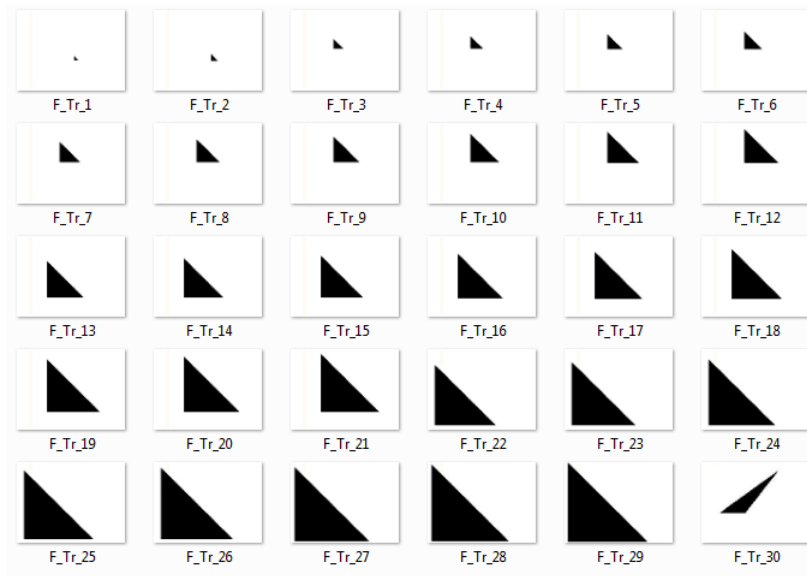 F_Tr_1 F_Tr_2 F_Tr_3 F_Tr_4 F_Tr_5 F_Tr_6
F_Tr_7 F_Tr_8 F_Tr_9 F_Tr_10 F_Tr_11 F_Tr_12
F_Tr_13 F_Tr_14 F_Tr_15 F_Tr_16 F_Tr_17 F_Tr_18
F_Tr_19 F_Tr_20 F_Tr_21 F_Tr_22 F_Tr_23 F_Tr_24
F_Tr_25 F_Tr_26 F_Tr_27 F_Tr_28 F_Tr_29 F_Tr_30